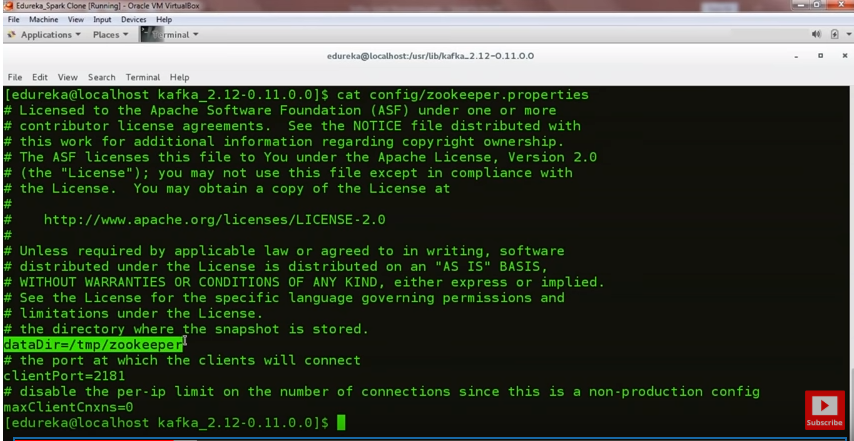 Edureka_Spark Clone [Running] - Oracle VM VirtualBox
File Machine View Input Devices Help
Applications Places Terminal
edureka@localhost:/usr/lib/kafka_2.12-0.11.0.0
File Edit View Search Terminal Help
[edureka@localhost kafka_2.12-0.11.0.0]$ cat config/zookeeper.properties
# Licensed to the Apache Software Foundation (ASF) under one or more
# contributor license agreements.  See the NOTICE file distributed with
# this work for additional information regarding copyright ownership.
# The ASF licenses this file to You under the Apache License, Version 2.0
# (the "License"); you may not use this file except in compliance with
# the License.  You may obtain a copy of the License at
#
#    http://www.apache.org/licenses/LICENSE-2.0
#
# Unless required by applicable law or agreed to in writing, software
# distributed under the License is distributed on an "AS IS" BASIS,
# WITHOUT WARRANTIES OR CONDITIONS OF ANY KIND, either express or implied.
# See the License for the specific language governing permissions and
# limitations under the License.
# the directory where the snapshot is stored.
dataDir=/tmp/zookeeper
# the port at which the clients will connect
clientPort=2181
# disable the per-ip limit on the number of connections since this is a non-production config
maxClientCnxns=0
[edureka@localhost kafka_2.12-0.11.0.0]$
Subscribe